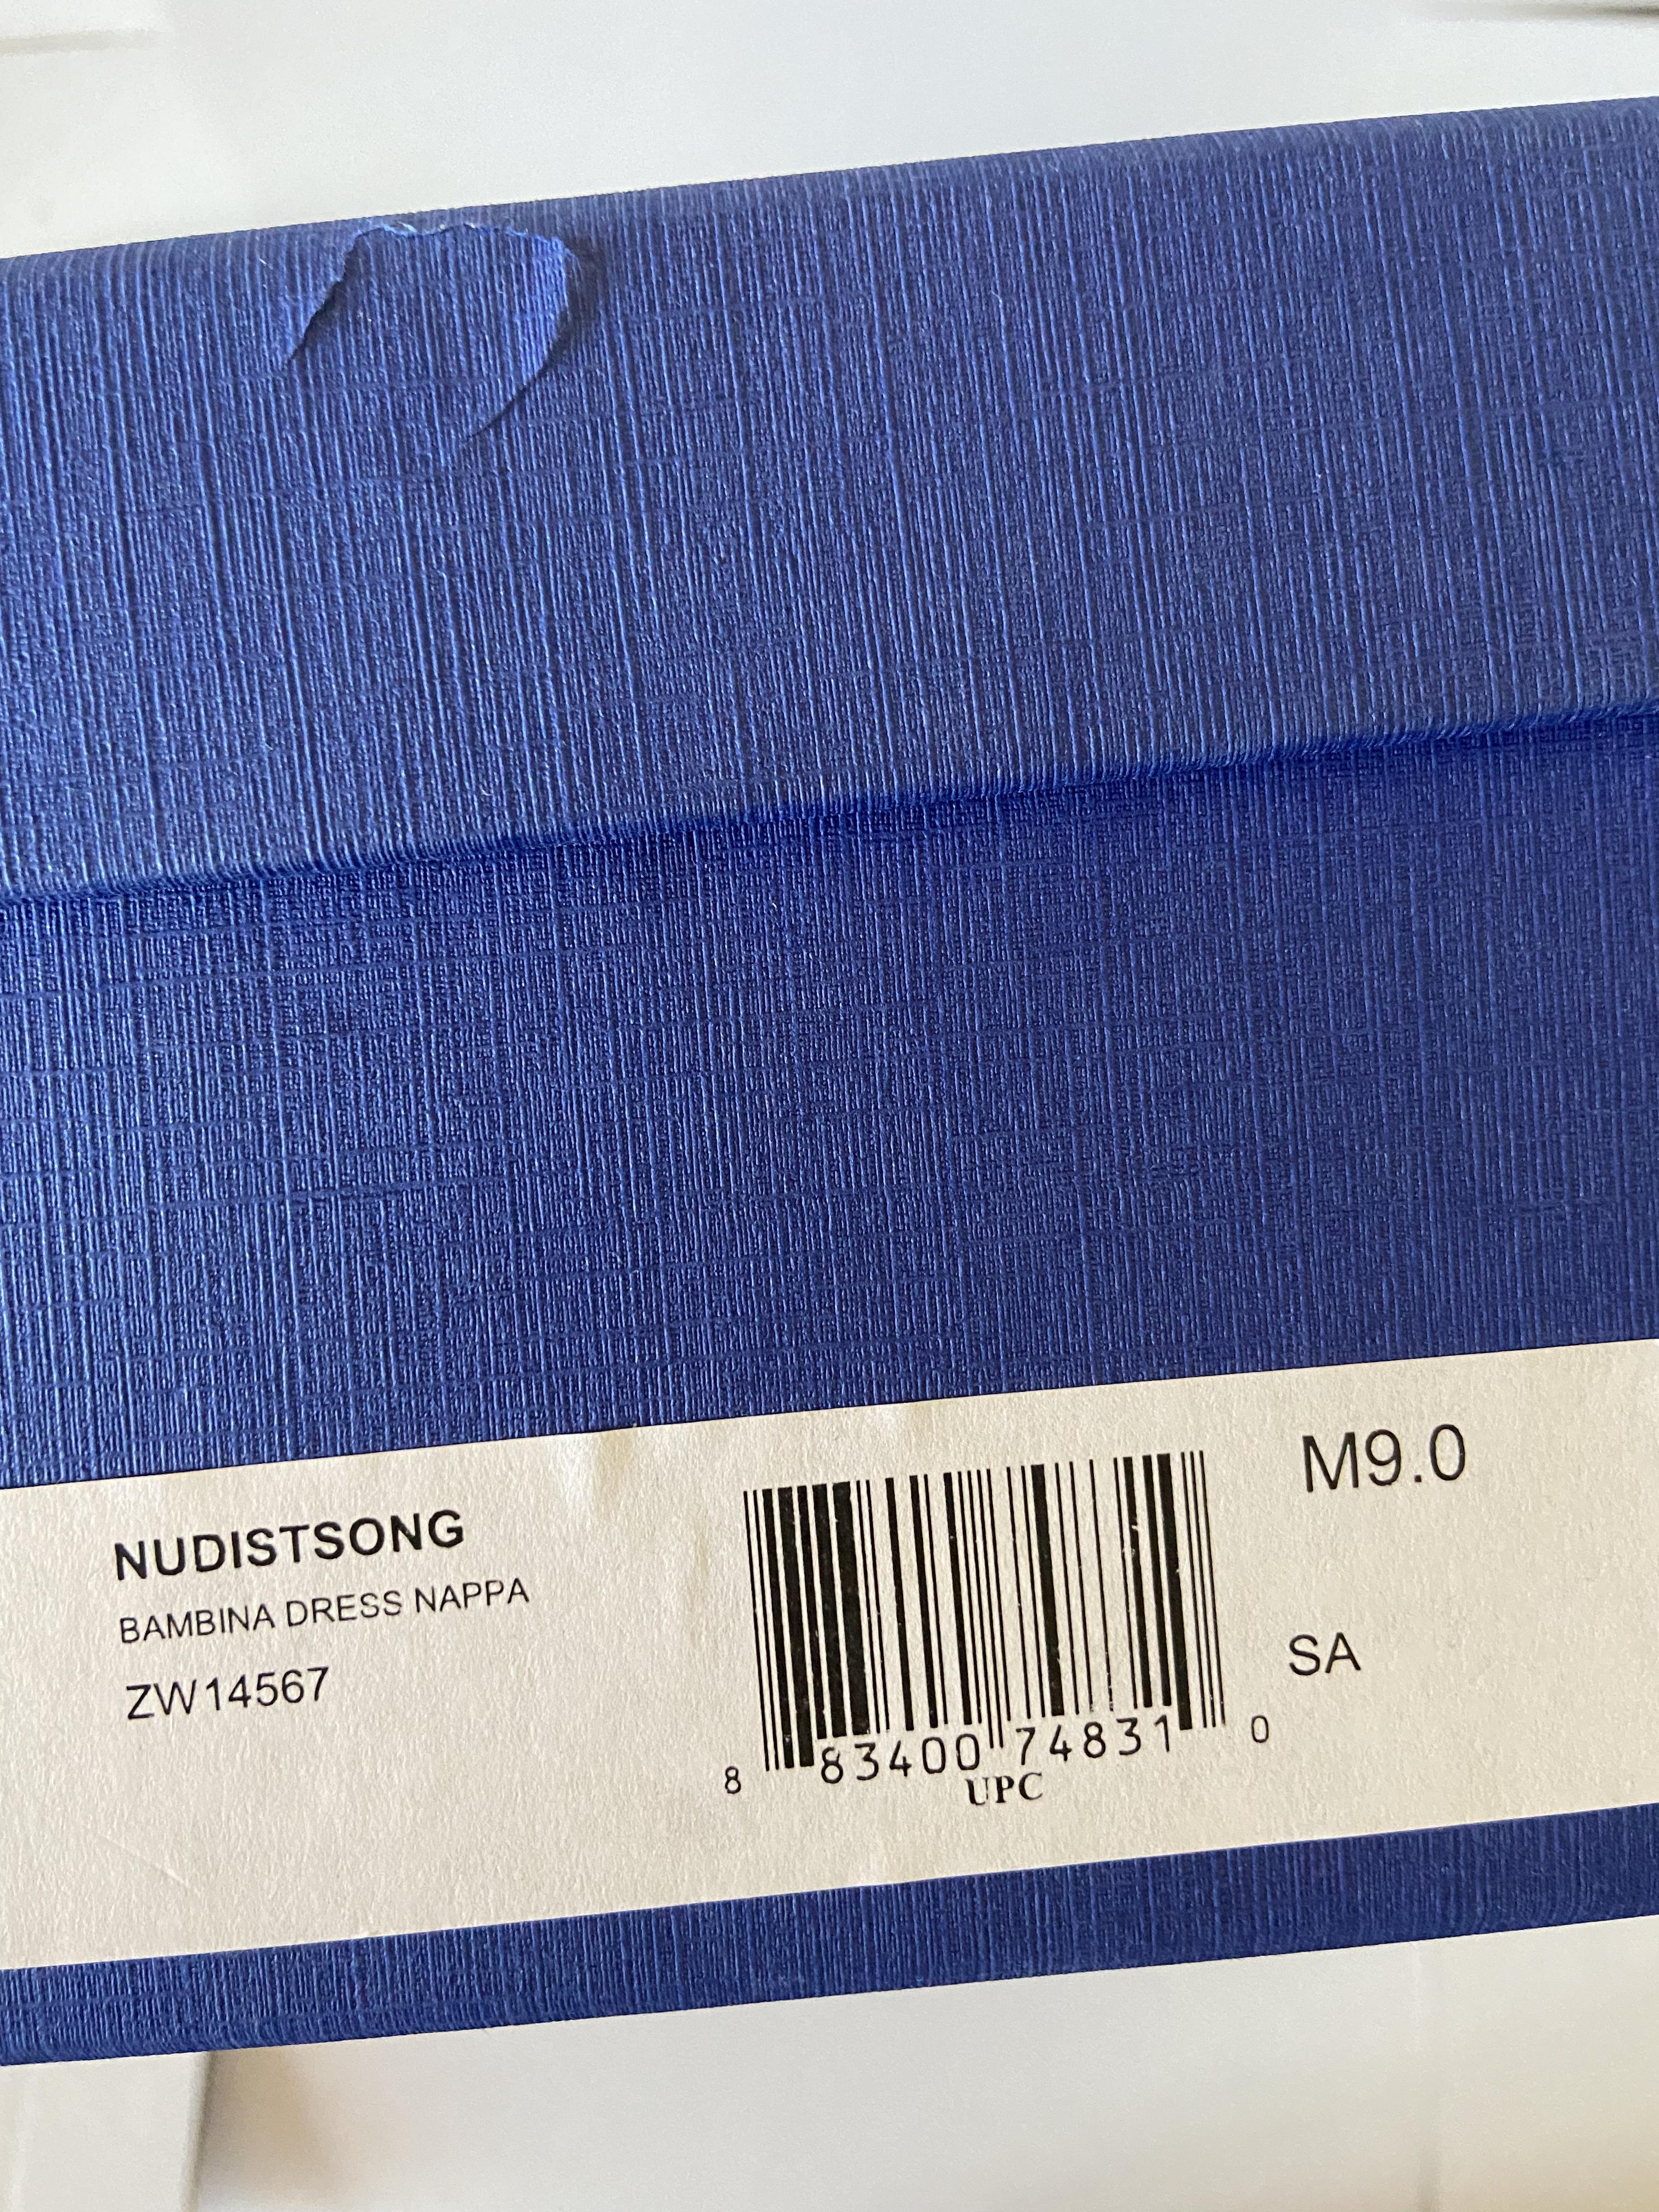 NUDISTSONG
BAMBINA DRESS NAPPA
ZW14567
8 83400 74831 0
UPC
M9.0
SA